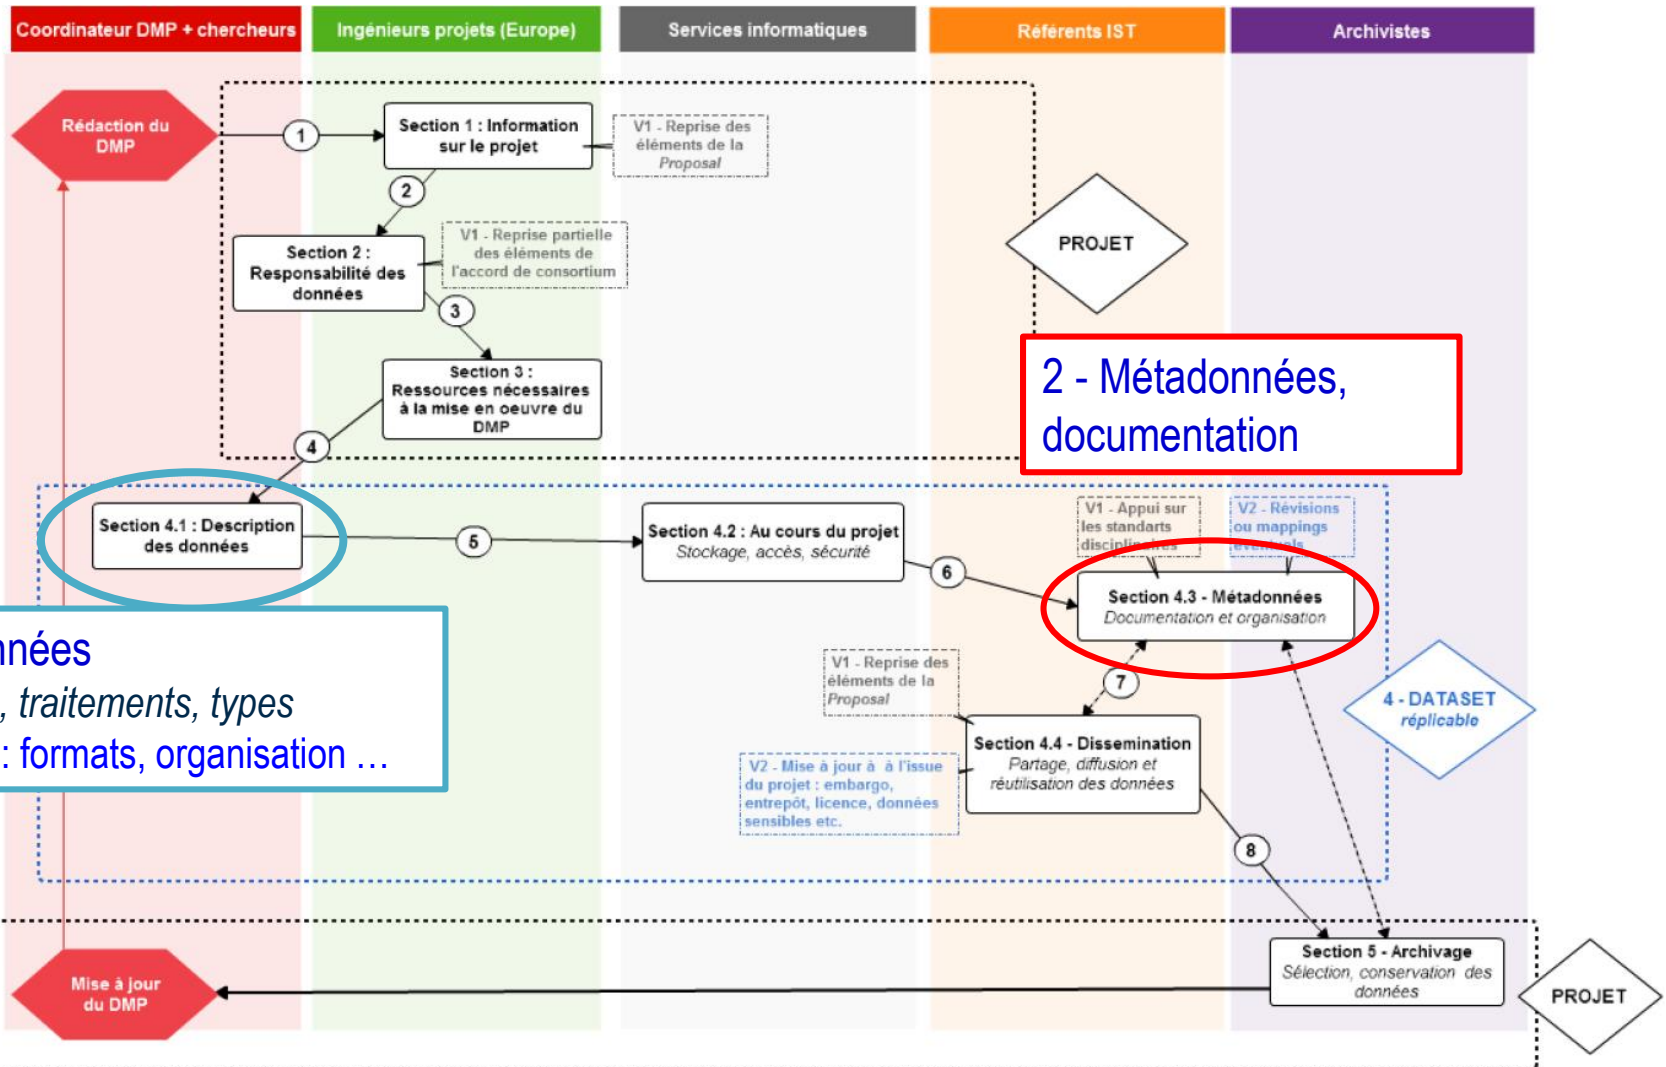 Coordinateur DMP + chercheurs
Ingénieurs projets (Europe)
Services informatiques
Référents IST
Archivistes
Rédaction du
DMP
1
Section 1 : Information
sur le projet
V1 - Reprise des
éléments de la
Proposal
2
Section 2 :
Responsabilité des
données
V1 - Reprise partielle
des éléments de
l'accord de consortium
PROJET
3
Section 3 :
Ressources nécessaires
à la mise en oeuvre du
DMP
2 - Métadonnées,
documentation
4
Section 4.1 : Description
des données
5
Section 4.2 : Au cours du projet
Stockage, accès, sécurité
V1 - Appui sur
les standarts
disciplinaires
V2 - Révisions
ou mappings
éventuels
6
Section 4.3 - Métadonnées
Documentation et organisation
nnées
, traitements, types
: formats, organisation …
V1 - Reprise des
éléments de la
Proposal
7
4 - DATASET
réplicable
Section 4.4 - Dissemination
Partage, diffusion et
réutilisation des données
V2 - Mise à jour à à l'issue
du projet : embargo,
entrepôt, licence, données
sensibles etc.
8
Section 5 - Archivage
Sélection, conservation des
données
Mise à jour
du DMP
PROJET